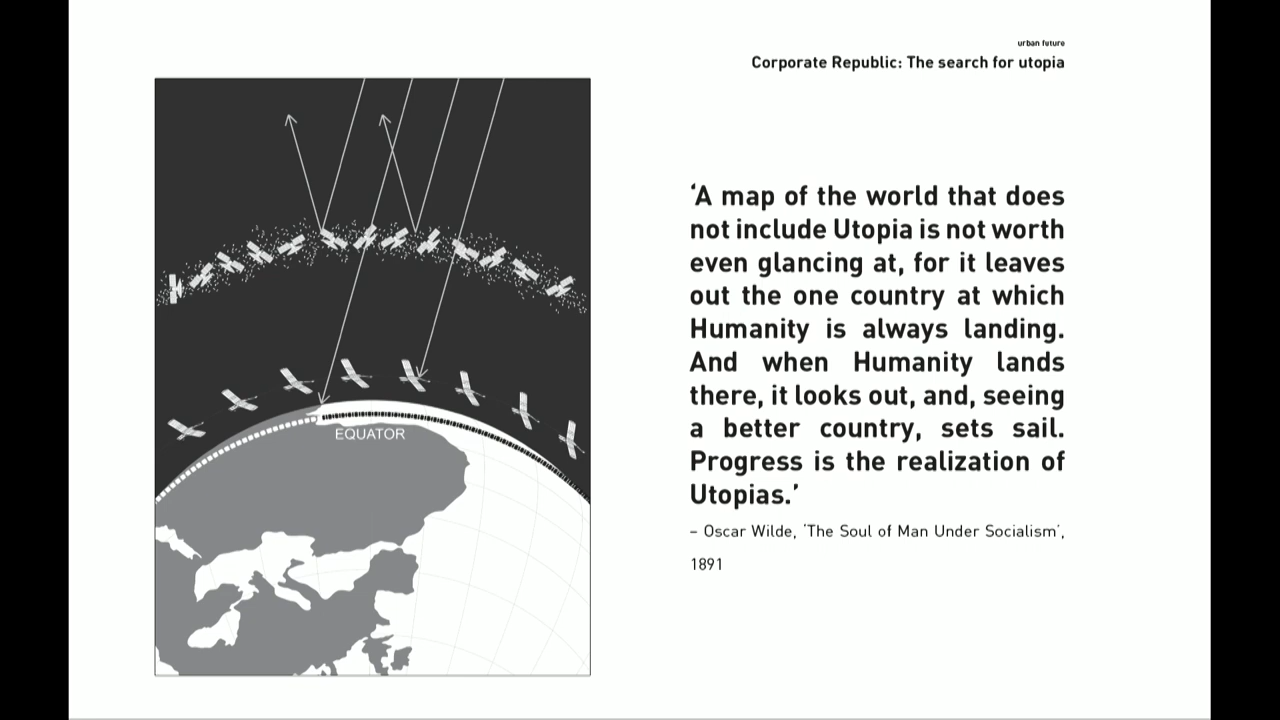 urban future
Corporate Republic: The search for utopia
EQUATOR
‘A map of the world that does
not include Utopia is not worth
even glancing at, for it leaves
out the one country at which
Humanity is always landing.
And when Humanity lands
there, it looks out, and, seeing
a better country, sets sail.
Progress is the realization of
Utopias.’
– Oscar Wilde, ‘The Soul of Man Under Socialism’,
1891